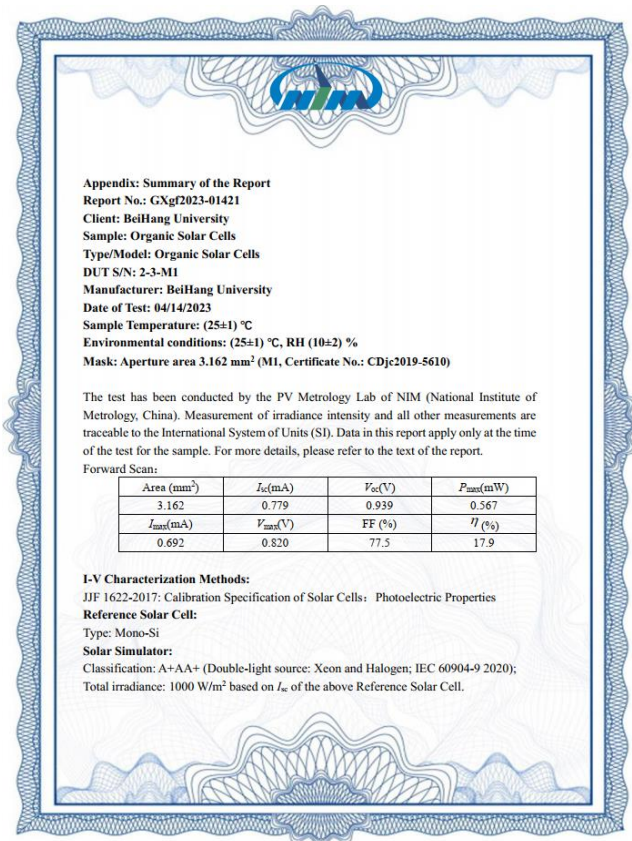 NIM
Appendix: Summary of the Report
Report No.: GXgf2023-01421
Client: BeiHang University
Sample: Organic Solar Cells
Type/Model: Organic Solar Cells
DUT S/N: 2-3-M1
Manufacturer: BeiHang University
Date of Test: 04/14/2023
Sample Temperature: (25±1) ℃
Environmental conditions: (25±1) ℃, RH (10±2) %
Mask: Aperture area 3.162 mm² (M1, Certificate No.: CDjc2019-5610)
The test has been conducted by the PV Metrology Lab of NIM (National Institute of
Metrology, China). Measurement of irradiance intensity and all other measurements are
traceable to the International System of Units (SI). Data in this report apply only at the time
of the test for the sample. For more details, please refer to the text of the report.
Forward Scan：
Area (mm²) Isc(mA) Voc(V) Pmax(mW)
3.162 0.779 0.939 0.567
Imax(mA) Vmax(V) FF (%) η (%)
0.692 0.820 77.5 17.9
I-V Characterization Methods:
JJF 1622-2017: Calibration Specification of Solar Cells：Photoelectric Properties
Reference Solar Cell:
Type: Mono-Si
Solar Simulator:
Classification: A+AA+ (Double-light source: Xeon and Halogen; IEC 60904-9 2020);
Total irradiance: 1000 W/m² based on Isc of the above Reference Solar Cell.